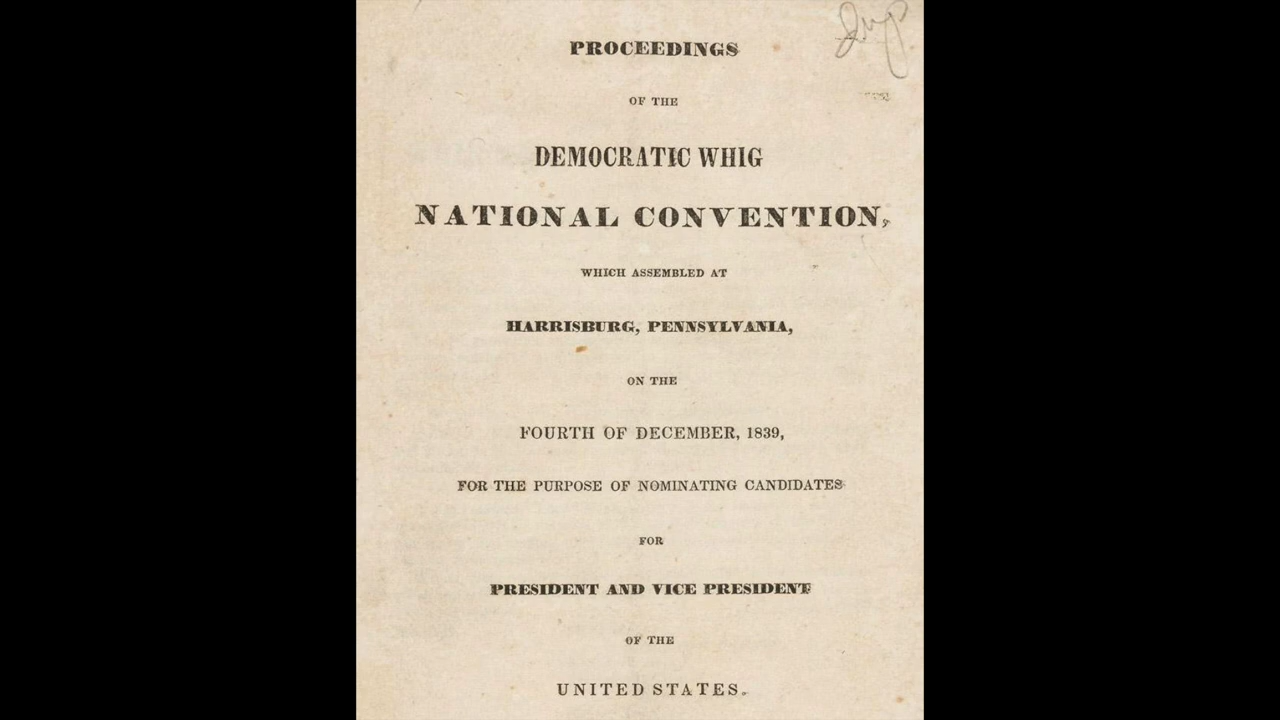 PROCEEDINGS
OF THE
DEMOCRATIC WHIG
NATIONAL CONVENTION,
WHICH ASSEMBLED AT
HARRISBURG, PENNSYLVANIA,
ON THE
FOURTH OF DECEMBER, 1839,
FOR THE PURPOSE OF NOMINATING CANDIDATES
FOR
PRESIDENT AND VICE PRESIDENT
OF THE
UNITED STATES.